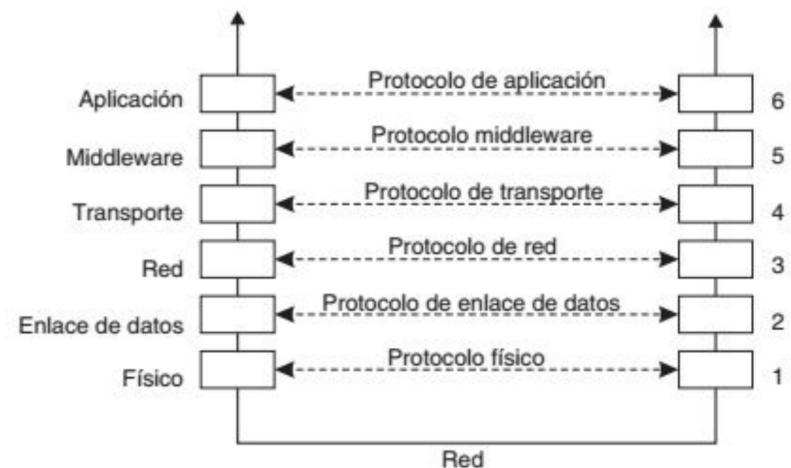 Aplicación Protocolo de aplicación 6
Middleware Protocolo middleware 5
Transporte Protocolo de transporte 4
Red Protocolo de red 3
Enlace de datos Protocolo de enlace de datos 2
Físico Protocolo físico 1
Red